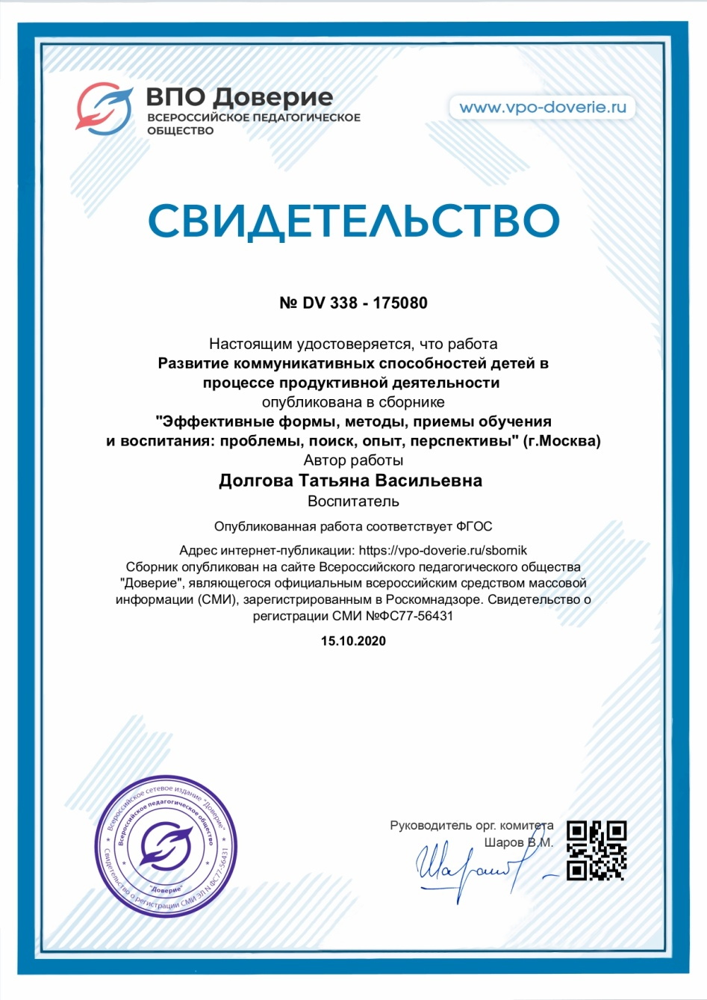 ВПО Доверие
ВСЕРОССИЙСКОЕ ПЕДАГОГИЧЕСКОЕ
ОБЩЕСТВО
www.vpo-doverie.ru
СВИДЕТЕЛЬСТВО
№ DV 338 - 175080
Настоящим удостоверяется, что работа
Развитие коммуникативных способностей детей в
процессе продуктивной деятельности
опубликована в сборнике
"Эффективные формы, методы, приемы обучения
и воспитания: проблемы, поиск, опыт, перспективы" (г.Москва)
Автор работы
Долгова Татьяна Васильевна
Воспитатель
Опубликованная работа соответствует ФГОС
Адрес интернет-публикации: https://vpo-doverie.ru/sbornik
Сборник опубликован на сайте Всероссийского педагогического общества
"Доверие", являющегося официальным всероссийским средством массовой
информации (СМИ), зарегистрированным в Роскомнадзоре. Свидетельство о
регистрации СМИ №ФС77-56431
15.10.2020
Всероссийское сетевое издание "Доверие"
Свидетельство о регистрации СМИ ЭЛ N ФС77-56431
Всероссийское педагогическое общество
"Доверие"
Руководитель орг. комитета
Шаров В.М.